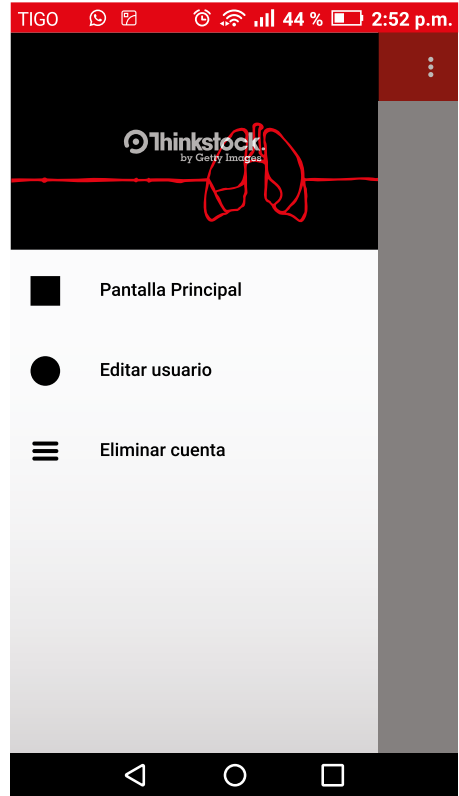 TIGO 44 % 2:52 p.m.
Thinkstock.
by Getty Images
Pantalla Principal
Editar usuario
Eliminar cuenta